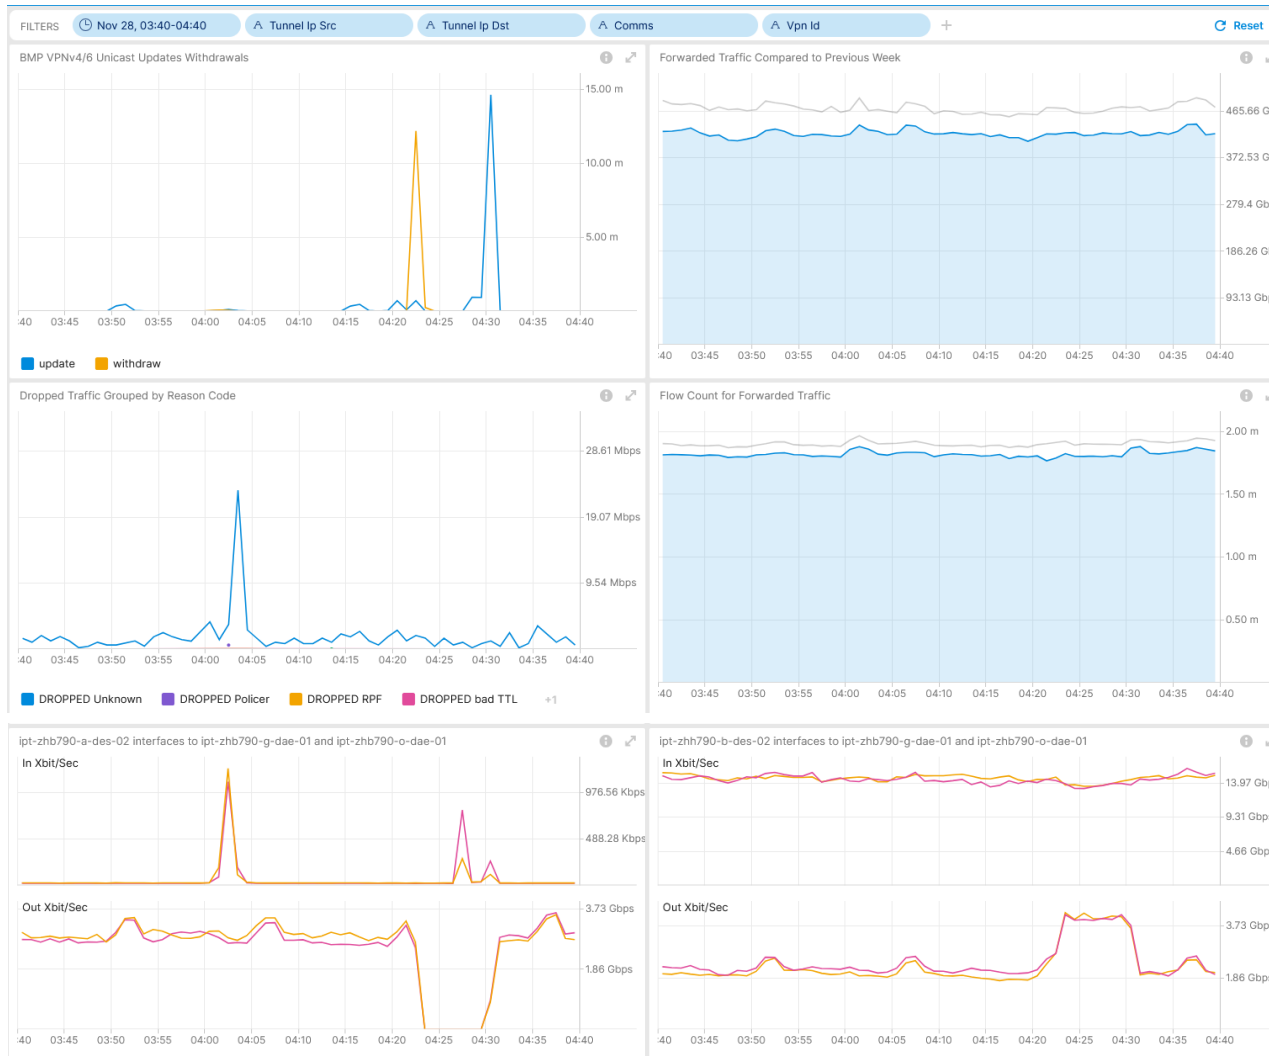 FILTERS Nov 28, 03:40-04:40 Tunnel Ip Src Tunnel Ip Dst Comms Vpn Id + Reset
BMP VPNv4/6 Unicast Updates Withdrawals
15.00 m
10.00 m
5.00 m
:40 03:45 03:50 03:55 04:00 04:05 04:10 04:15 04:20 04:25 04:30 04:35 04:40
update withdraw
Forwarded Traffic Compared to Previous Week
465.66 G
372.53 G
279.4 Gbp
186.26 G
93.13 Gbp
:40 03:45 03:50 03:55 04:00 04:05 04:10 04:15 04:20 04:25 04:30 04:35 04:40
Dropped Traffic Grouped by Reason Code
28.61 Mbps
19.07 Mbps
9.54 Mbps
:40 03:45 03:50 03:55 04:00 04:05 04:10 04:15 04:20 04:25 04:30 04:35 04:40
DROPPED Unknown DROPPED Policer DROPPED RPF DROPPED bad TTL +1
Flow Count for Forwarded Traffic
2.00 m
1.50 m
1.00 m
0.50 m
:40 03:45 03:50 03:55 04:00 04:05 04:10 04:15 04:20 04:25 04:30 04:35 04:40
ipt-zhb790-a-des-02 interfaces to ipt-zhb790-g-dae-01 and ipt-zhb790-o-dae-01
In Xbit/Sec
976.56 Kbps
488.28 Kbps
Out Xbit/Sec
3.73 Gbps
1.86 Gbps
:40 03:45 03:50 03:55 04:00 04:05 04:10 04:15 04:20 04:25 04:30 04:35 04:40
ipt-zhh790-b-des-02 interfaces to ipt-zhb790-g-dae-01 and ipt-zhb790-o-dae-01
In Xbit/Sec
13.97 Gbp
9.31 Gbp
4.66 Gbp
Out Xbit/Sec
3.73 Gbp
1.86 Gbp
:40 03:45 03:50 03:55 04:00 04:05 04:10 04:15 04:20 04:25 04:30 04:35 04:40